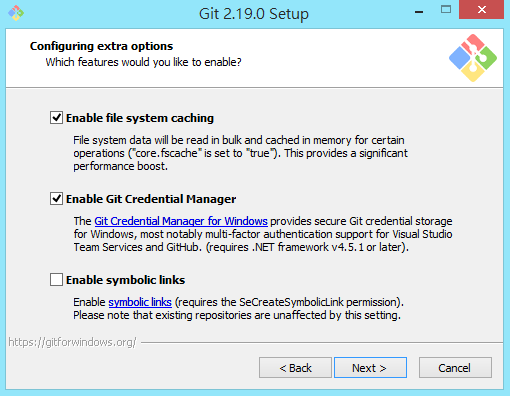 Git 2.19.0 Setup
Configuring extra options
Which features would you like to enable?
Enable file system caching
File system data will be read in bulk and cached in memory for certain
operations ("core.fscache" is set to "true"). This provides a significant
performance boost.
Enable Git Credential Manager
The Git Credential Manager for Windows provides secure Git credential storage
for Windows, most notably multi-factor authentication support for Visual Studio
Team Services and GitHub. (requires .NET framework v4.5.1 or later).
Enable symbolic links
Enable symbolic links (requires the SeCreateSymbolicLink permission).
Please note that existing repositories are unaffected by this setting.
https://gitforwindows.org/
< Back Next > Cancel